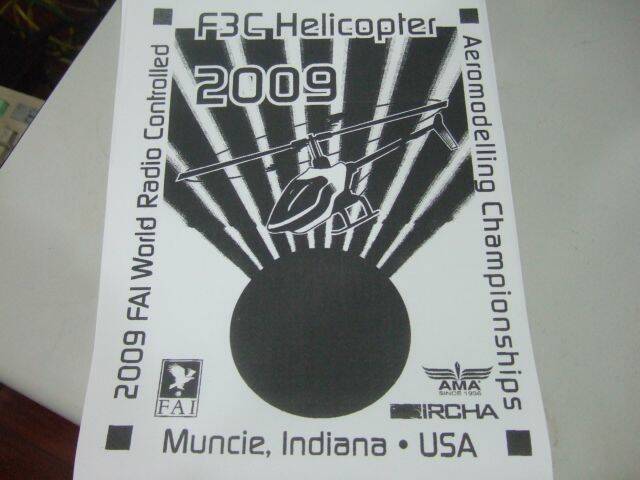 F3C Helicopter
2009
2009 FAI World Radio Controlled
Aeromodelling Championships
FAI
AMA
SINCE 1936
IRCHA
Muncie, Indiana • USA